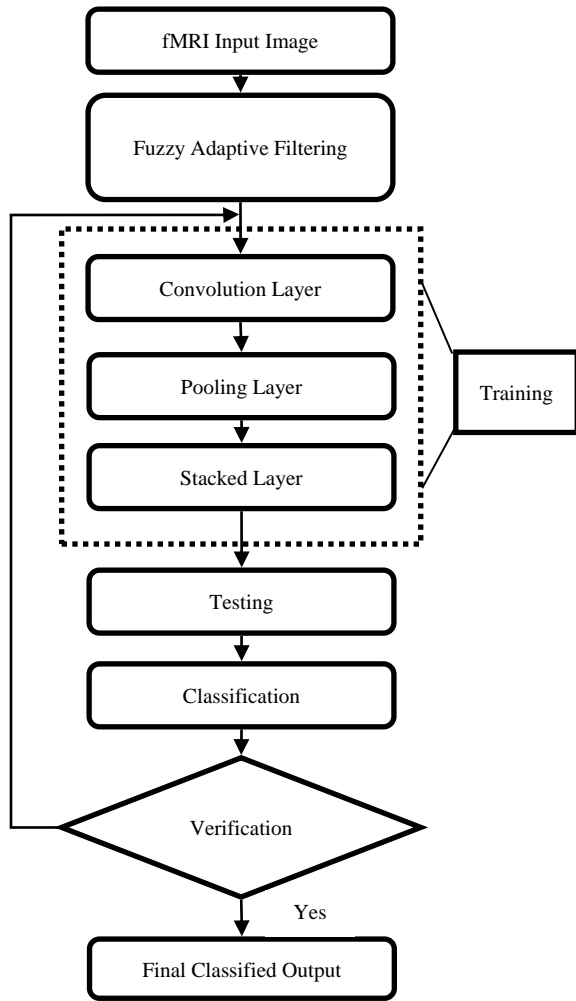 fMRI Input Image
Fuzzy Adaptive Filtering
Convolution Layer
Pooling Layer
Training
Stacked Layer
Testing
Classification
Verification
Yes
Final Classified Output